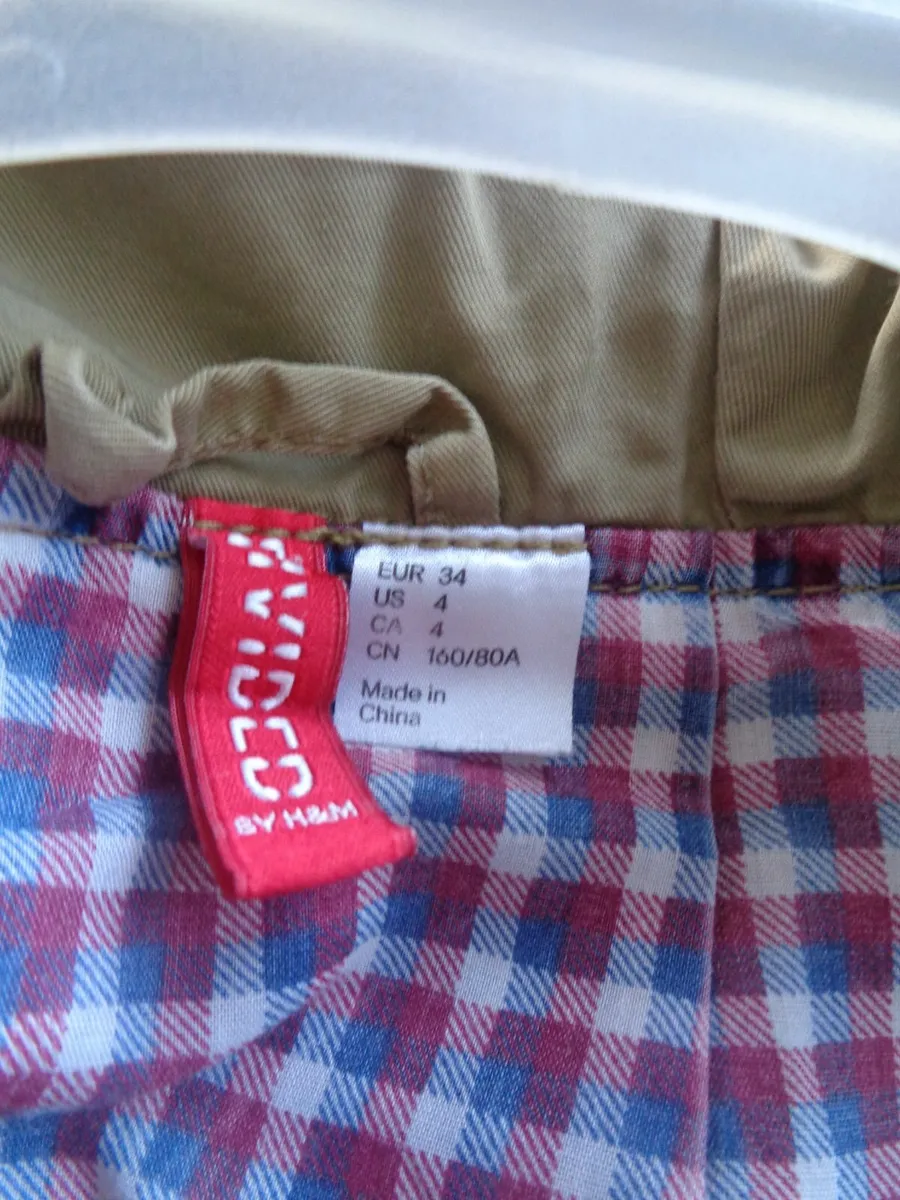 DIVIDED
BY H&M
EUR 34
US 4
CA 4
CN 160/80A
Made in
China